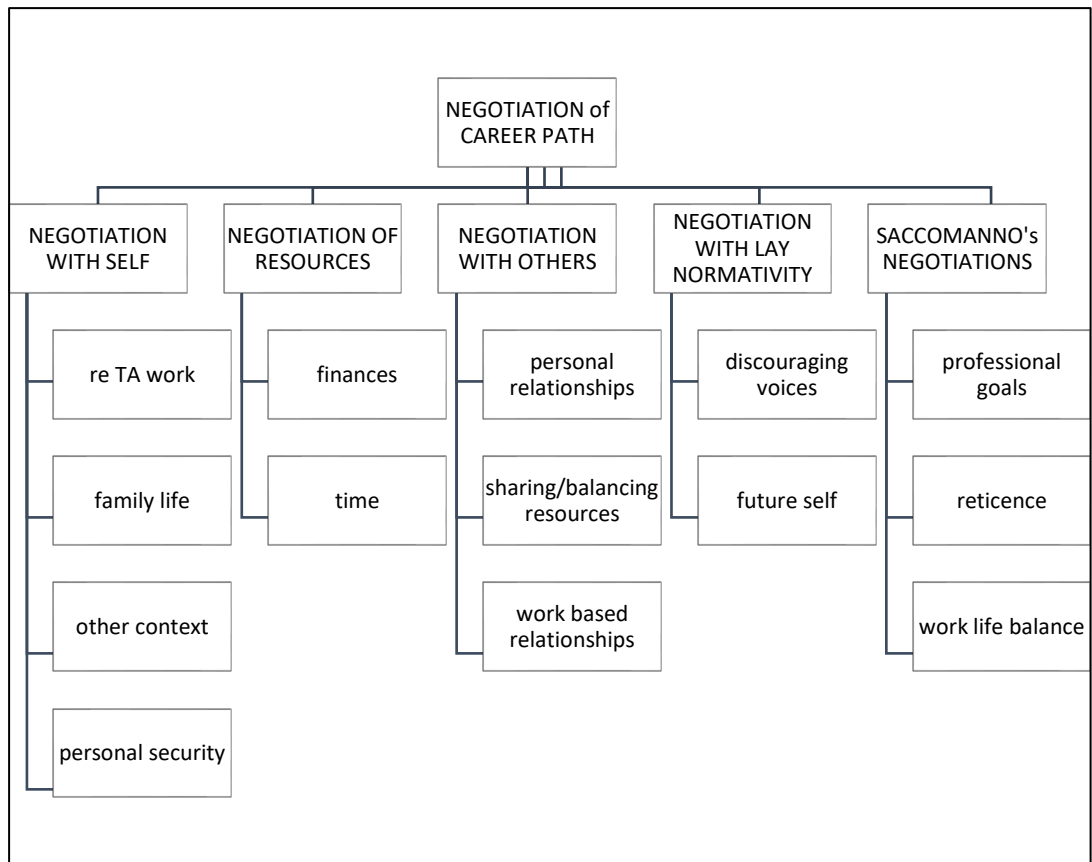 NEGOTIATION of
CAREER PATH
NEGOTIATION
WITH SELF
NEGOTIATION OF
RESOURCES
NEGOTIATION
WITH OTHERS
NEGOTIATION
WITH LAY
NORMATIVITY
SACCOMANNO's
NEGOTIATIONS
re TA work
family life
other context
personal security
finances
time
personal
relationships
sharing/balancing
resources
work based
relationships
discouraging
voices
future self
professional
goals
reticence
work life balance